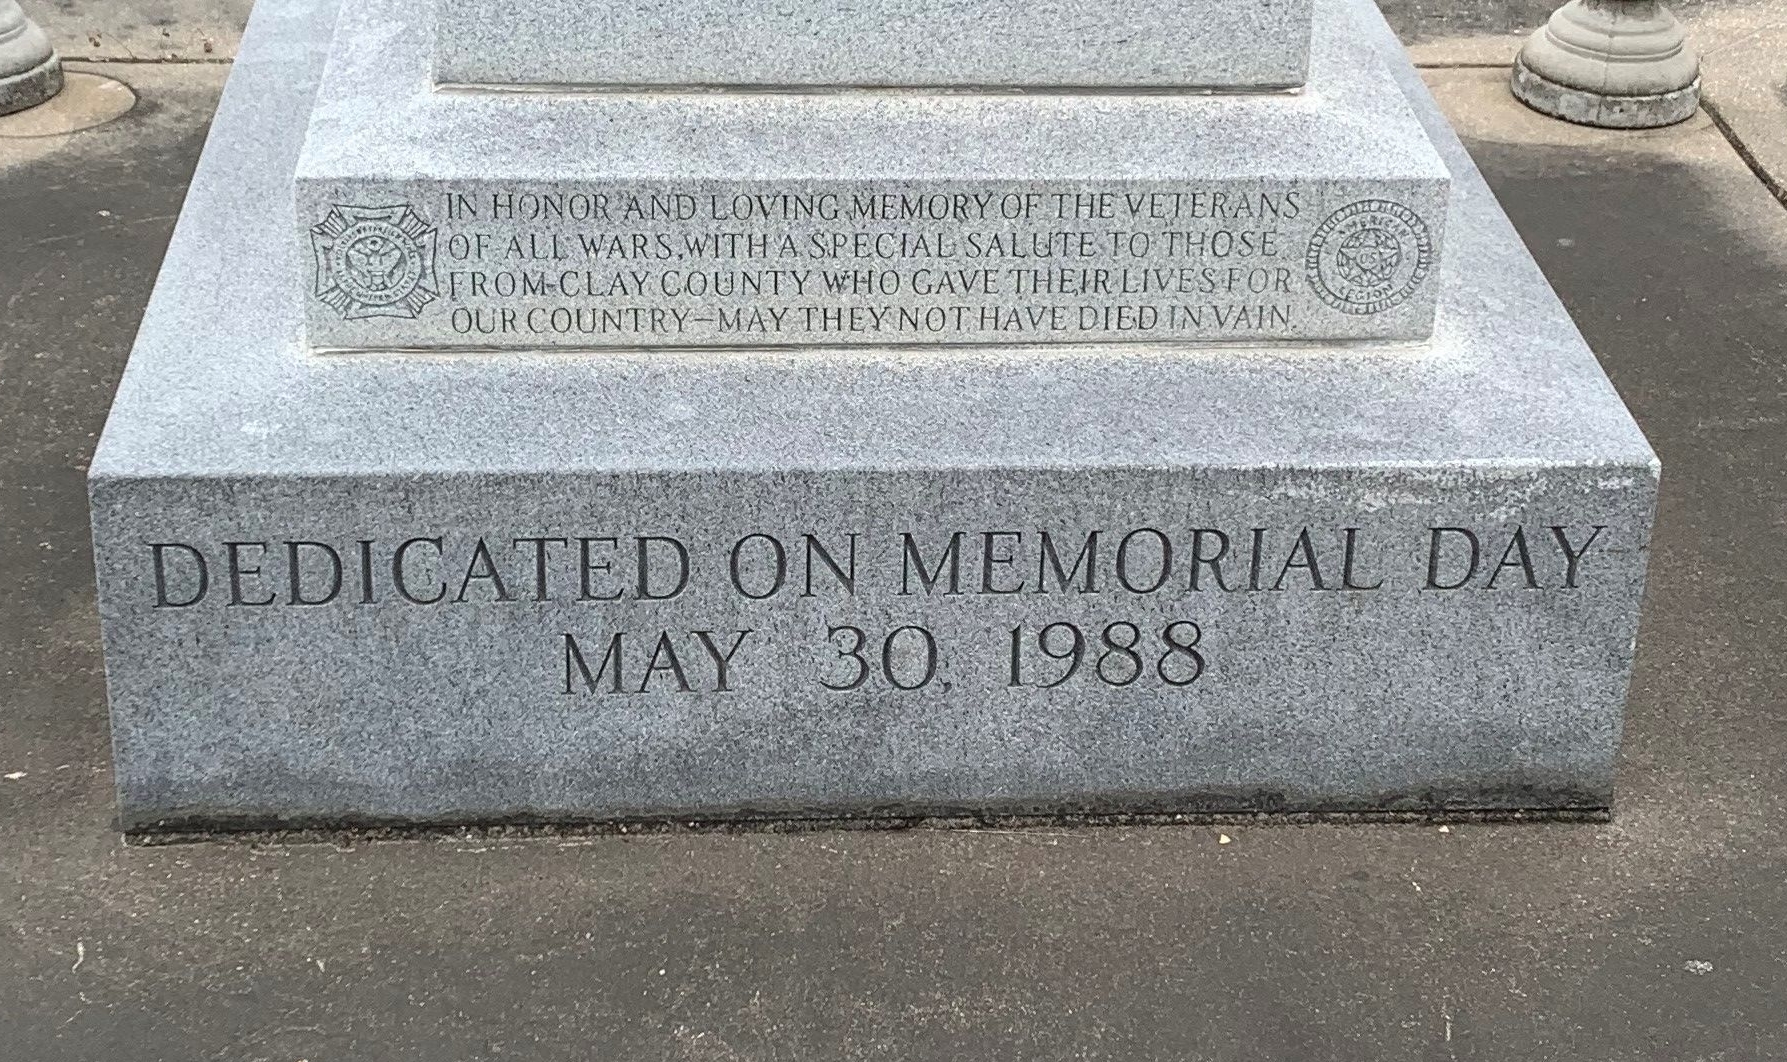 IN HONOR AND LOVING MEMORY OF THE VETERANS
OF ALL WARS, WITH A SPECIAL SALUTE TO THOSE
FROM CLAY COUNTY WHO GAVE THEIR LIVES FOR
OUR COUNTRY—MAY THEY NOT HAVE DIED IN VAIN.
AMERICAN
LEGION
DEDICATED ON MEMORIAL DAY
MAY 30, 1988